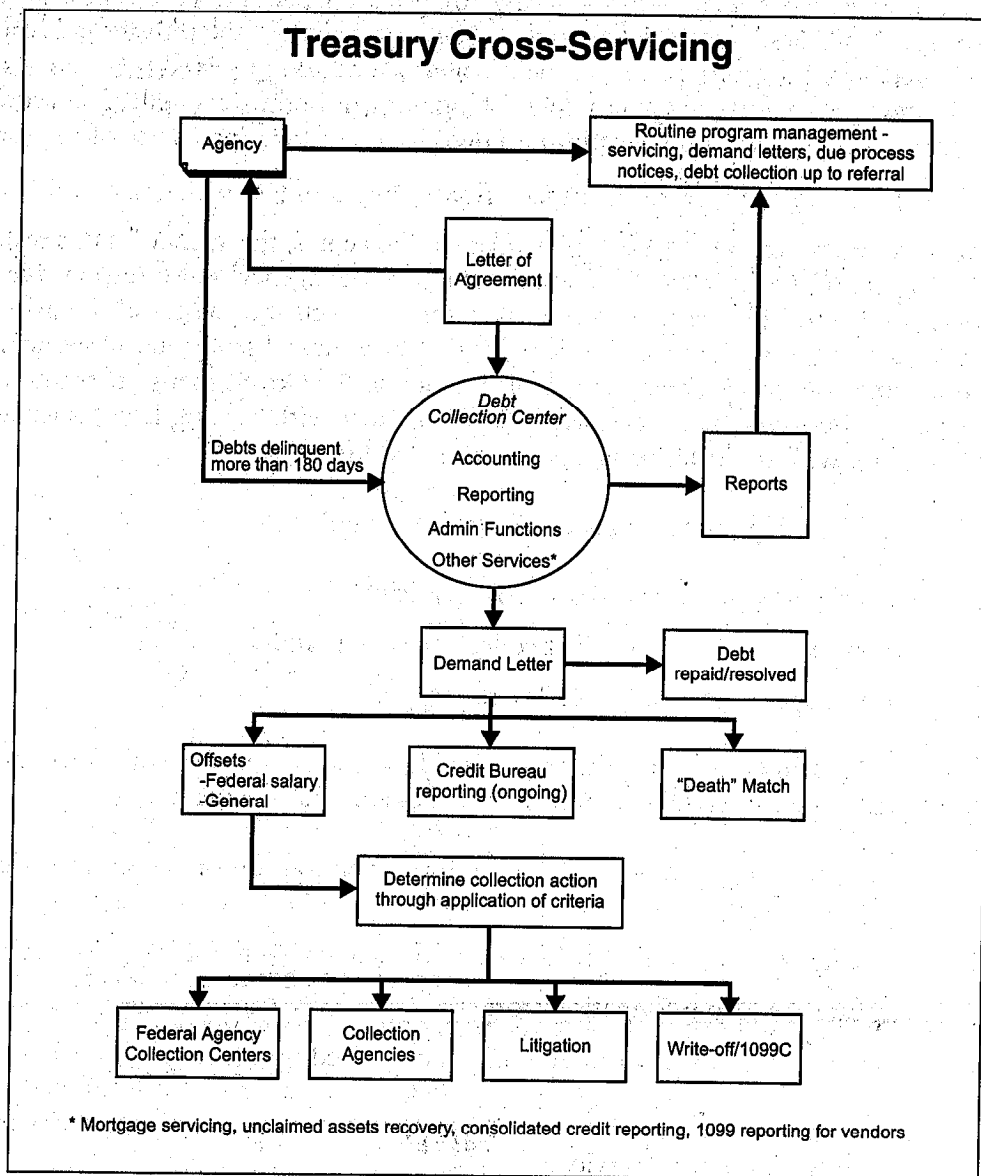 Treasury Cross-Servicing
Agency
Routine program management -
servicing, demand letters, due process
notices, debt collection up to referral
Letter of
Agreement
Debt
Collection Center
Accounting
Reporting
Admin Functions
Other Services*
Debts delinquent
more than 180 days
Reports
Demand Letter
Debt
repaid/resolved
Offsets
-Federal salary
-General
Credit Bureau
reporting (ongoing)
"Death" Match
Determine collection action
through application of criteria
Federal Agency
Collection Centers
Collection
Agencies
Litigation
Write-off/1099C
* Mortgage servicing, unclaimed assets recovery, consolidated credit reporting, 1099 reporting for vendors